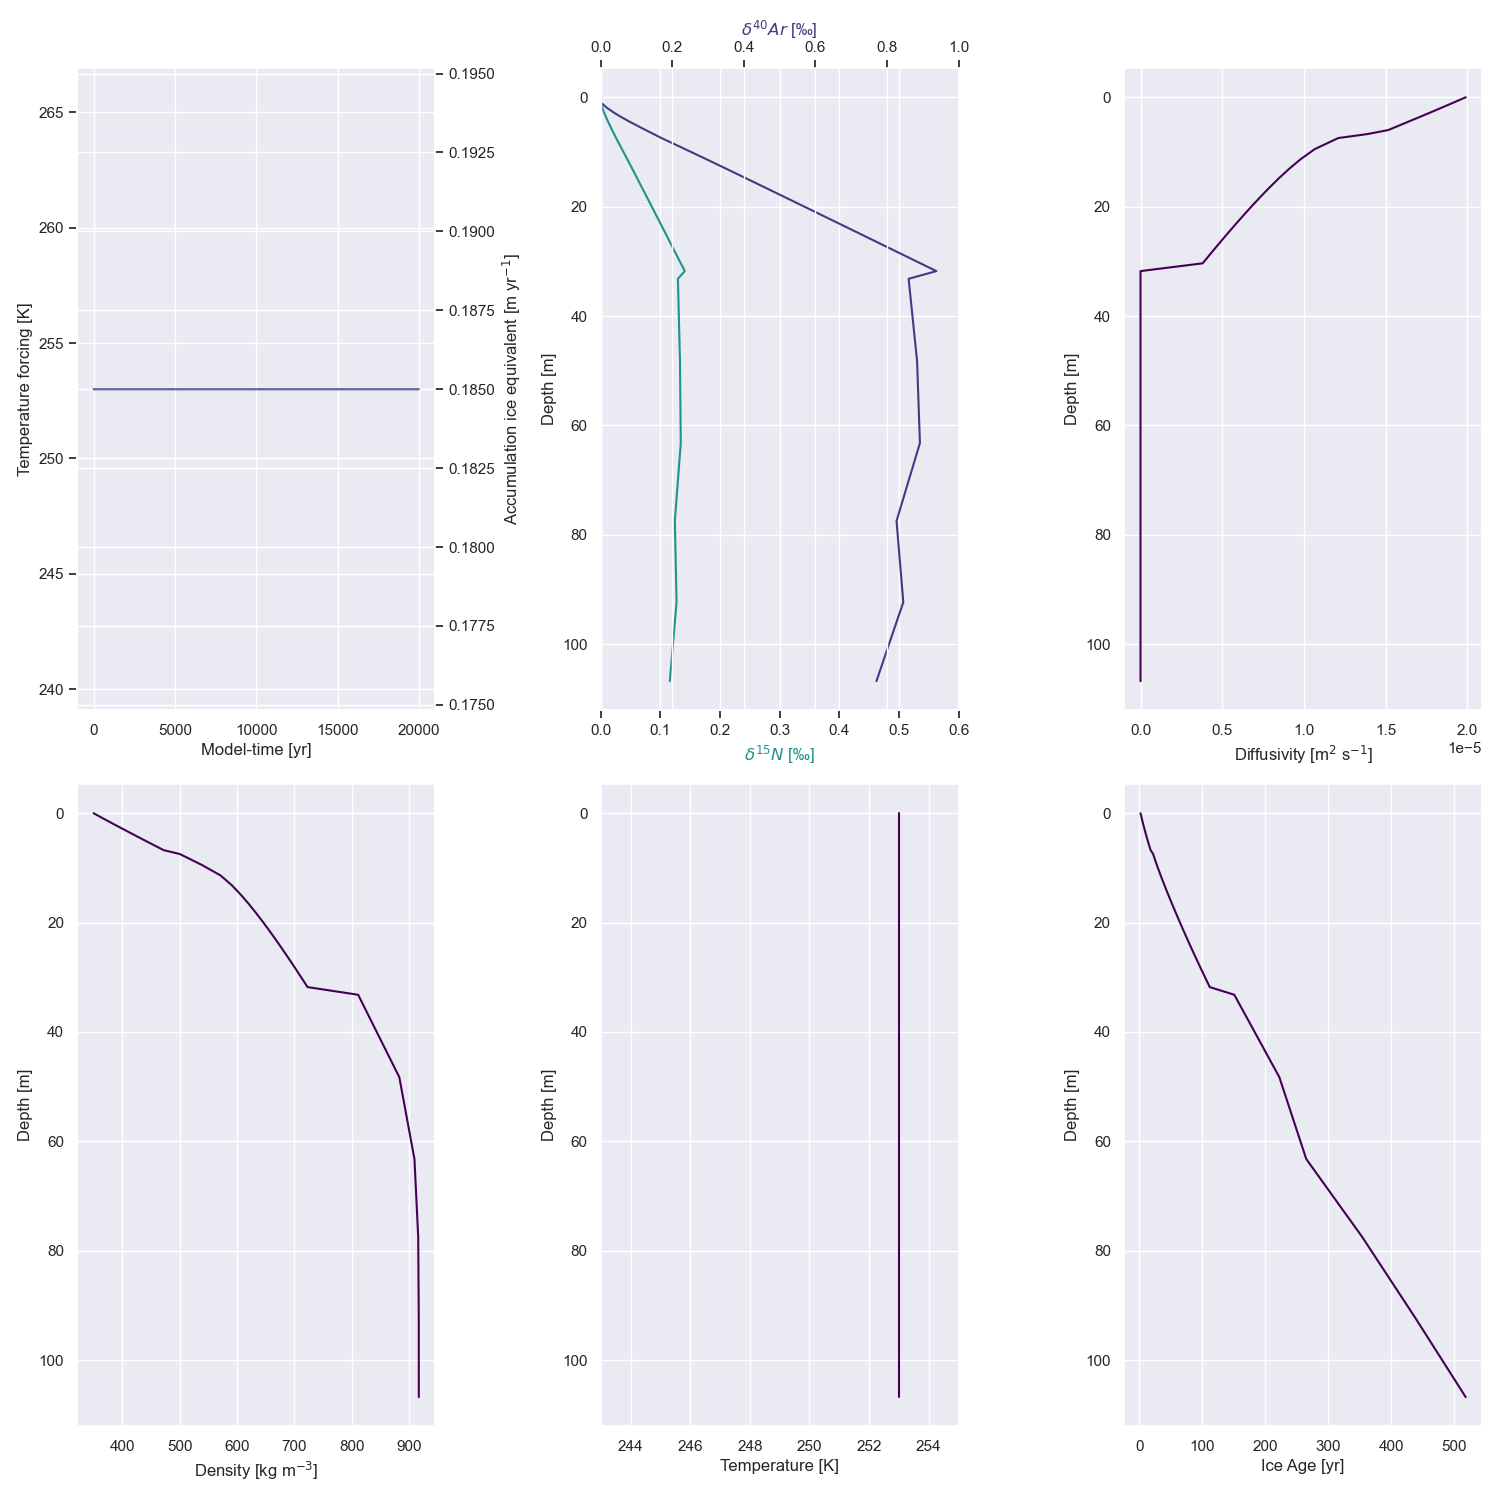 δ⁴⁰Ar [‰]
0.0 0.2 0.4 0.6 0.8 1.0
265
260
255
250
245
240
Temperature forcing [K]
0.1950
0.1925
0.1900
0.1875
0.1850
0.1825
0.1800
0.1775
0.1750
Accumulation ice equivalent [m yr⁻¹]
0 5000 10000 15000 20000
Model-time [yr]
0
20
40
60
80
100
Depth [m]
0.0 0.1 0.2 0.3 0.4 0.5 0.6
δ¹⁵N [‰]
0
20
40
60
80
100
Depth [m]
0.0 0.5 1.0 1.5 2.0
1e−5
Diffusivity [m² s⁻¹]
0
20
40
60
80
100
Depth [m]
400 500 600 700 800 900
Density [kg m⁻³]
0
20
40
60
80
100
Depth [m]
244 246 248 250 252 254
Temperature [K]
0
20
40
60
80
100
Depth [m]
0 100 200 300 400 500
Ice Age [yr]